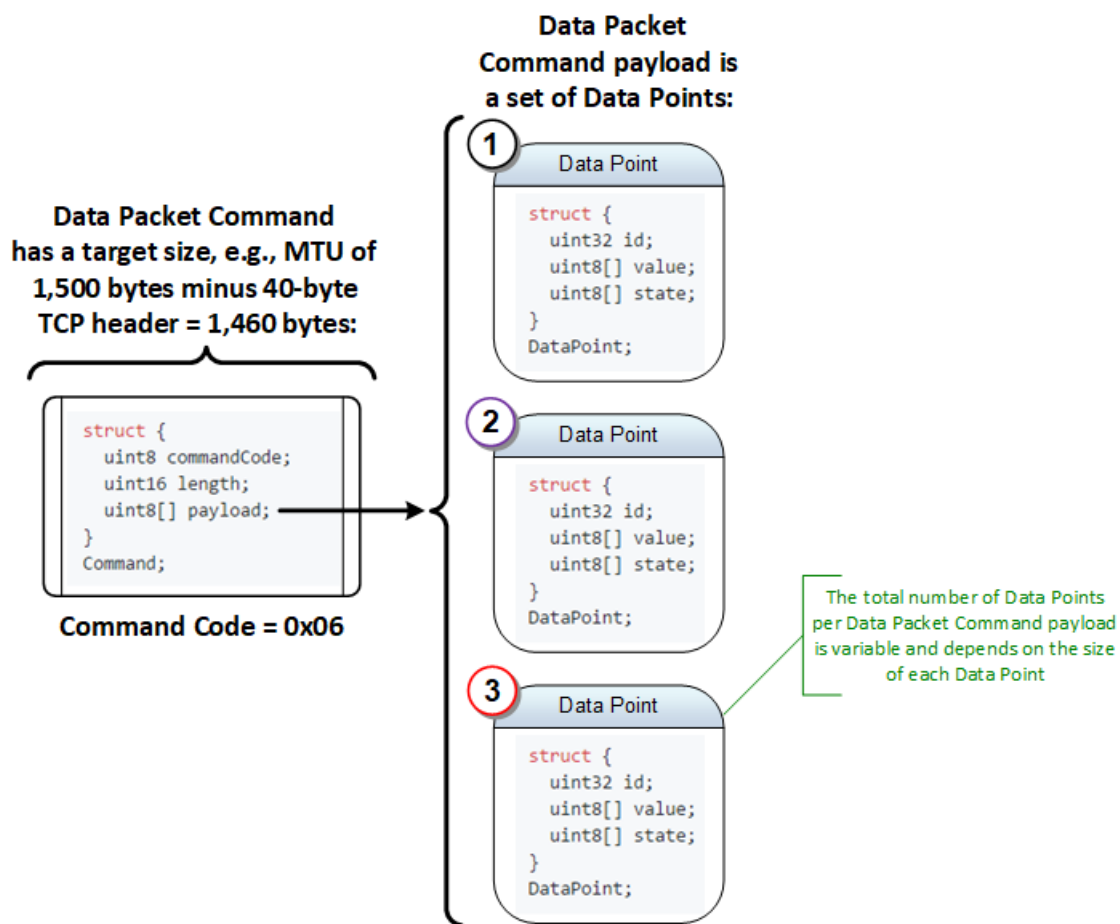 Data Packet
Command payload is
a set of Data Points:
Data Packet Command
has a target size, e.g., MTU of
1,500 bytes minus 40-byte
TCP header = 1,460 bytes:
struct {
uint8 commandCode;
uint16 length;
uint8[] payload;
}
Command;
Command Code = 0x06
1
Data Point
struct {
uint32 id;
uint8[] value;
uint8[] state;
}
DataPoint;
2
Data Point
struct {
uint32 id;
uint8[] value;
uint8[] state;
}
DataPoint;
3
Data Point
struct {
uint32 id;
uint8[] value;
uint8[] state;
}
DataPoint;
The total number of Data Points
per Data Packet Command payload
is variable and depends on the size
of each Data Point